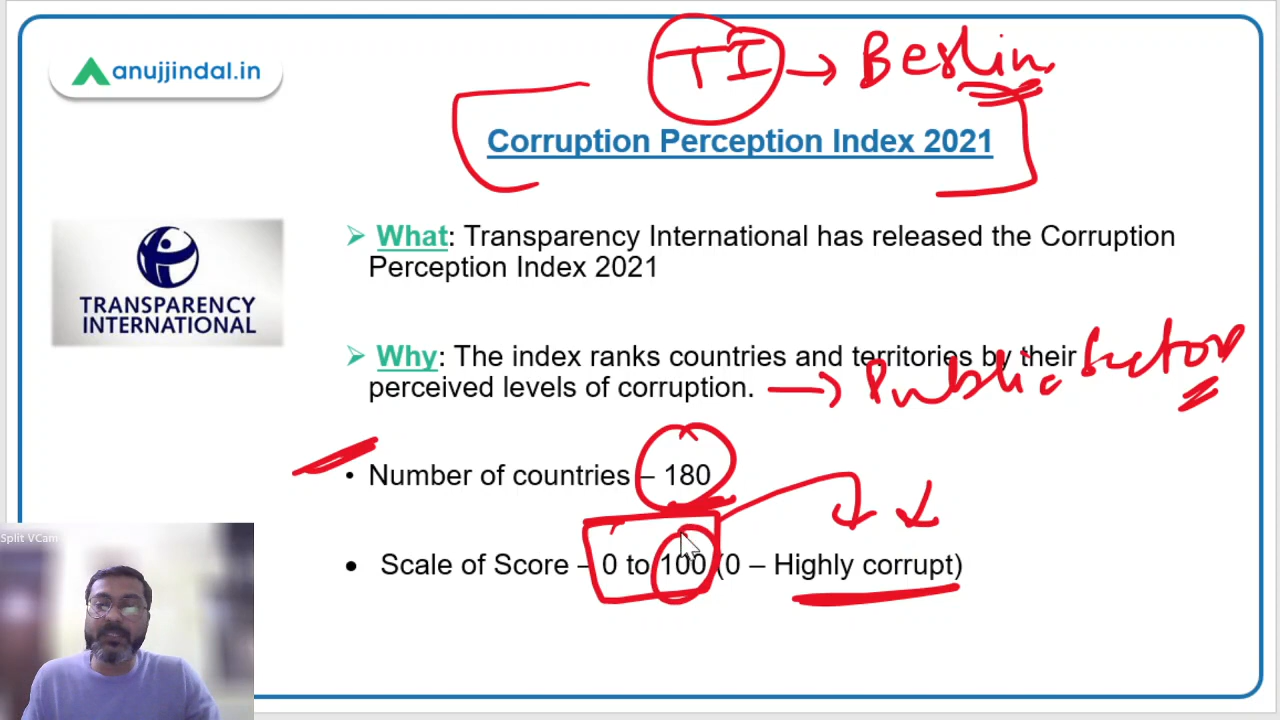 TI → Berlin
anujjindal.in
Corruption Perception Index 2021
➢ What: Transparency International has released the Corruption
Perception Index 2021
TRANSPARENCY
INTERNATIONAL
➢ Why: The index ranks countries and territories by their
perceived levels of corruption. → Public Sector
• Number of countries – 180
• Scale of Score – 0 to 100 (0 – Highly corrupt)
Split VCam